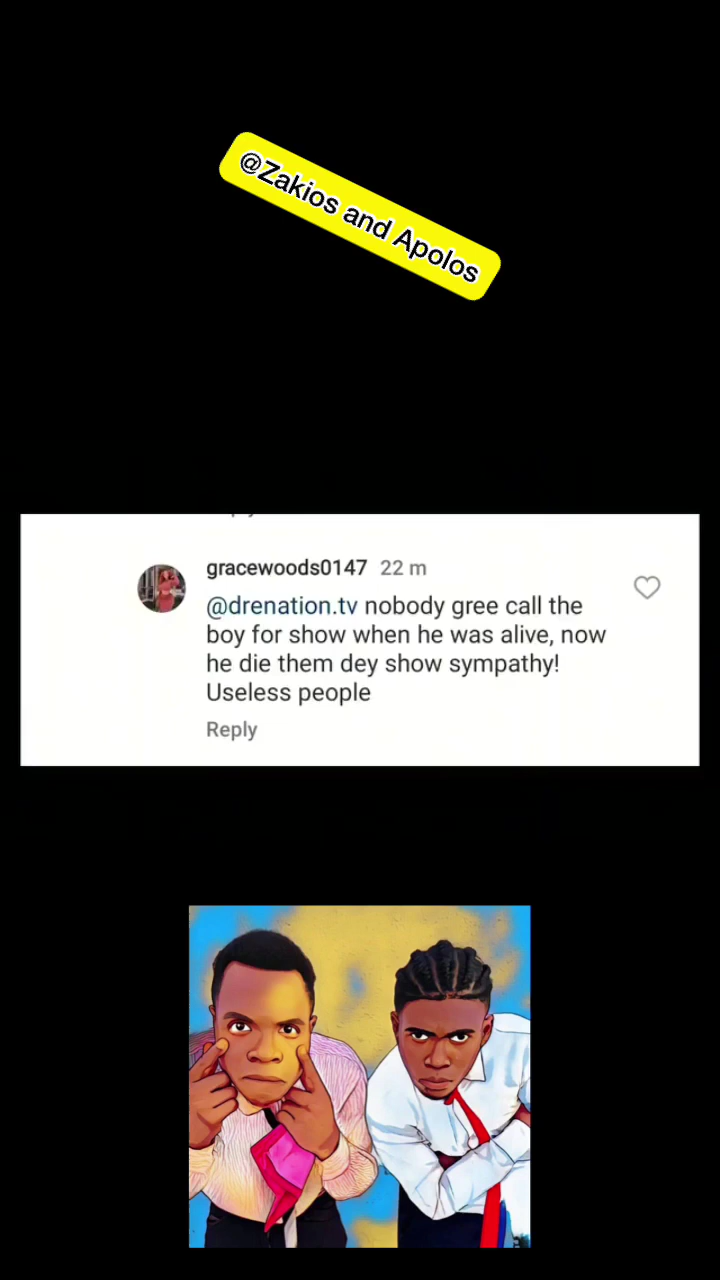 @Zakios and Apolos
gracewoods0147 22 m
@drenation.tv nobody gree call the
boy for show when he was alive, now
he die them dey show sympathy!
Useless people
Reply